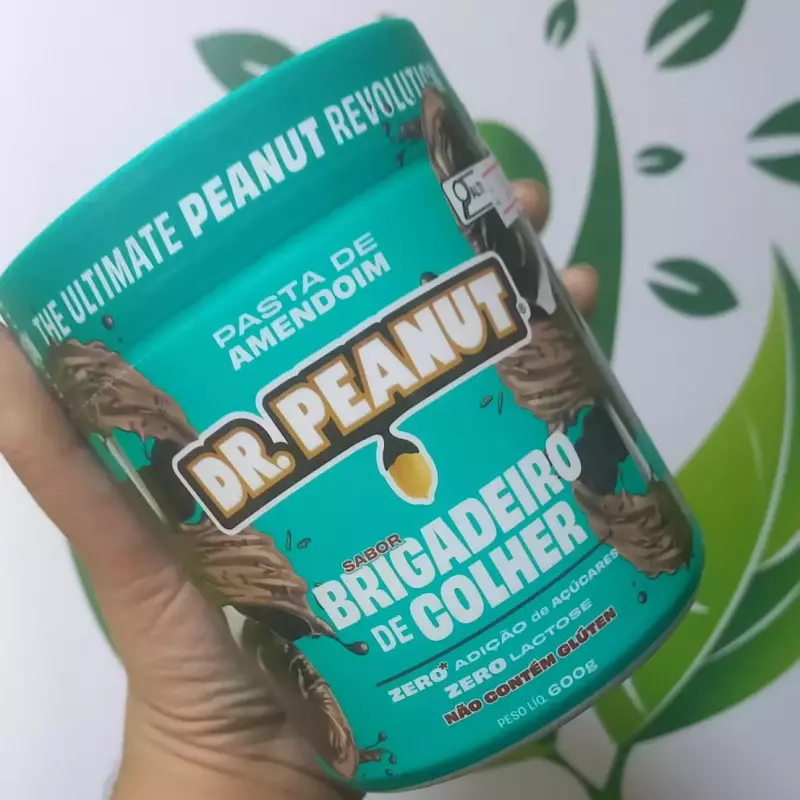 THE ULTIMATE PEANUT REVOLUTION
PASTA DE
AMENDOIM
DR. PEANUT
SABOR
BRIGADEIRO
DE COLHER
ZERO* ADIÇÃO de AÇÚCARES
ZERO LACTOSE
NÃO CONTÉM GLÚTEN
PESO LÍQ. 600g